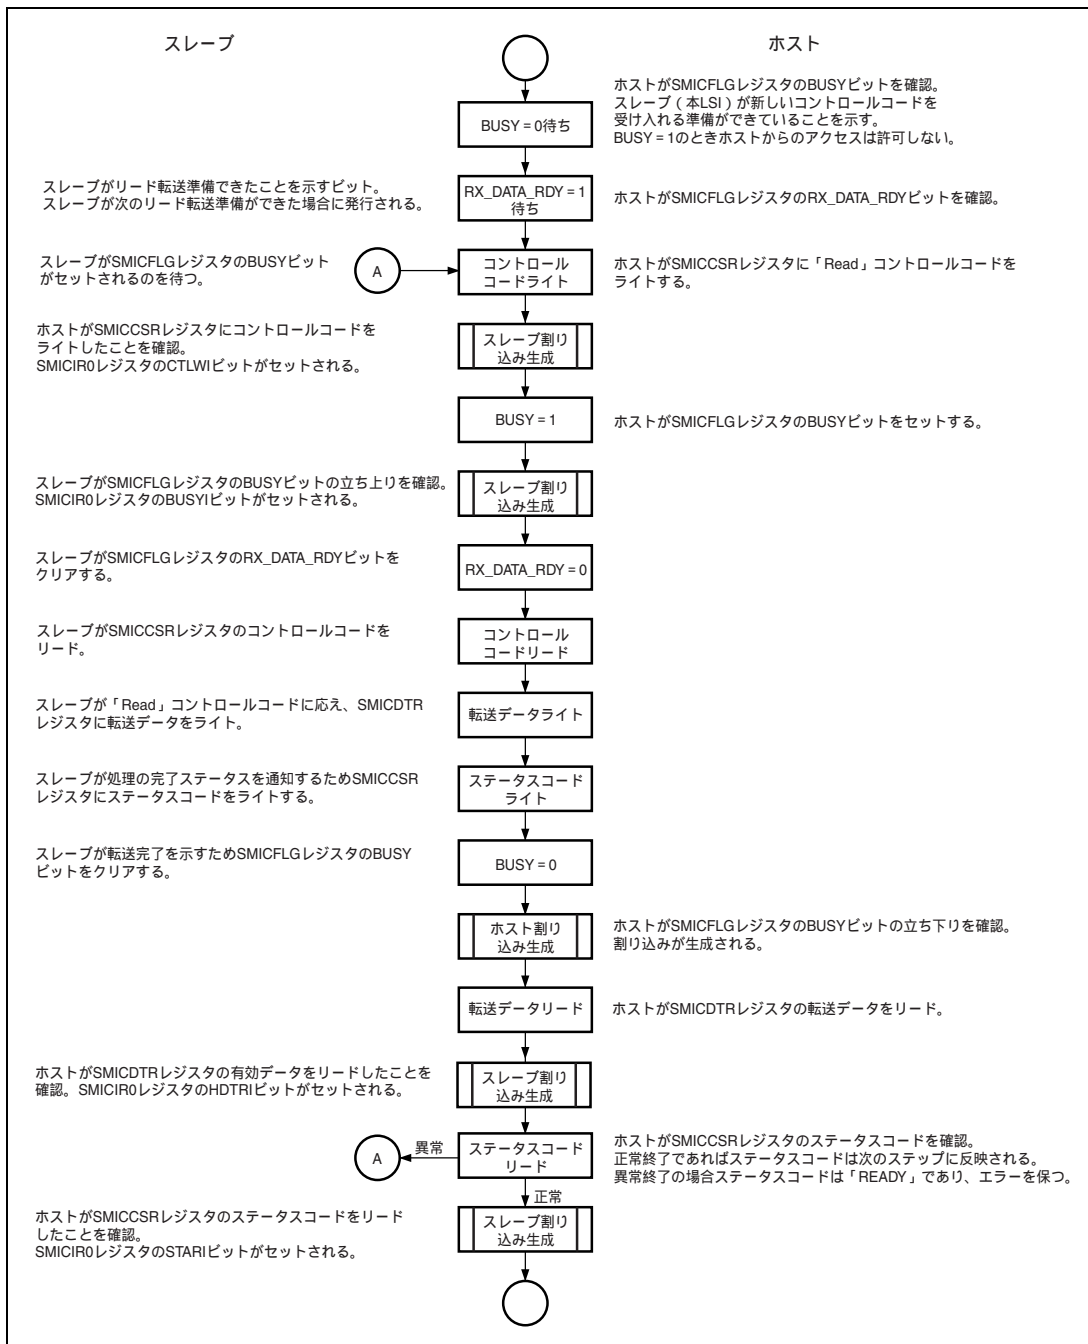 スレーブ
ホスト
ホストがSMICFLGレジスタのBUSYビットを確認。
スレーブ（本LSI）が新しいコントロールコードを
受け入れる準備ができていることを示す。
BUSY = 1のときホストからのアクセスは許可しない。
BUSY = 0待ち
スレーブがリード転送準備できたことを示すビット。
スレーブが次のリード転送準備ができた場合に発行される。
RX_DATA_RDY = 1
待ち
ホストがSMICFLGレジスタのRX_DATA_RDYビットを確認。
スレーブがSMICFLGレジスタのBUSYビット
がセットされるのを待つ。
A
コントロール
コードライト
ホストがSMICCSRレジスタに「Read」コントロールコードを
ライトする。
ホストがSMICCSRレジスタにコントロールコードを
ライトしたことを確認。
SMICIR0レジスタのCTLWIビットがセットされる。
スレーブ割り
込み生成
BUSY = 1
ホストがSMICFLGレジスタのBUSYビットをセットする。
スレーブがSMICFLGレジスタのBUSYビットの立ち上りを確認。
SMICIR0レジスタのBUSYIビットがセットされる。
スレーブ割り
込み生成
スレーブがSMICFLGレジスタのRX_DATA_RDYビットを
クリアする。
RX_DATA_RDY = 0
スレーブがSMICCSRレジスタのコントロールコードを
リード。
コントロール
コードリード
スレーブが「Read」コントロールコードに応え、SMICDTR
レジスタに転送データをライト。
転送データライト
スレーブが処理の完了ステータスを通知するためSMICCSR
レジスタにステータスコードをライトする。
ステータスコード
ライト
スレーブが転送完了を示すためSMICFLGレジスタのBUSY
ビットをクリアする。
BUSY = 0
ホスト割り
込み生成
ホストがSMICFLGレジスタのBUSYビットの立ち下りを確認。
割り込みが生成される。
転送データリード
ホストがSMICDTRレジスタの転送データをリード。
ホストがSMICDTRレジスタの有効データをリードしたことを
確認。SMICIR0レジスタのHDTRIビットがセットされる。
スレーブ割り
込み生成
A
異常
ステータスコード
リード
ホストがSMICCSRレジスタのステータスコードを確認。
正常終了であればステータスコードは次のステップに反映される。
異常終了の場合ステータスコードは「READY」であり、エラーを保つ。
正常
ホストがSMICCSRレジスタのステータスコードをリード
したことを確認。
SMICIR0レジスタのSTARIビットがセットされる。
スレーブ割り
込み生成